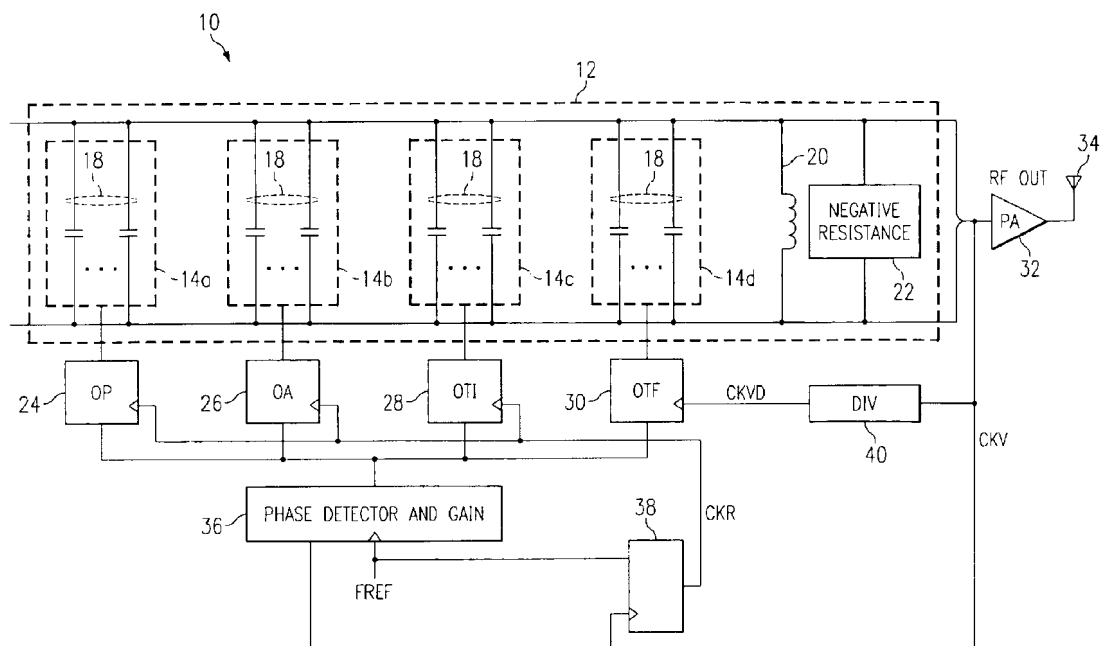 10
12
18
18
18
18
20
34
RF OUT
NEGATIVE
RESISTANCE
PA
32
...
...
...
...
14a
14b
14c
14d
22
24
OP
26
OA
28
OTI
30
OTF
CKVD
DIV
40
CKV
36
PHASE DETECTOR AND GAIN
CKR
38
FREF